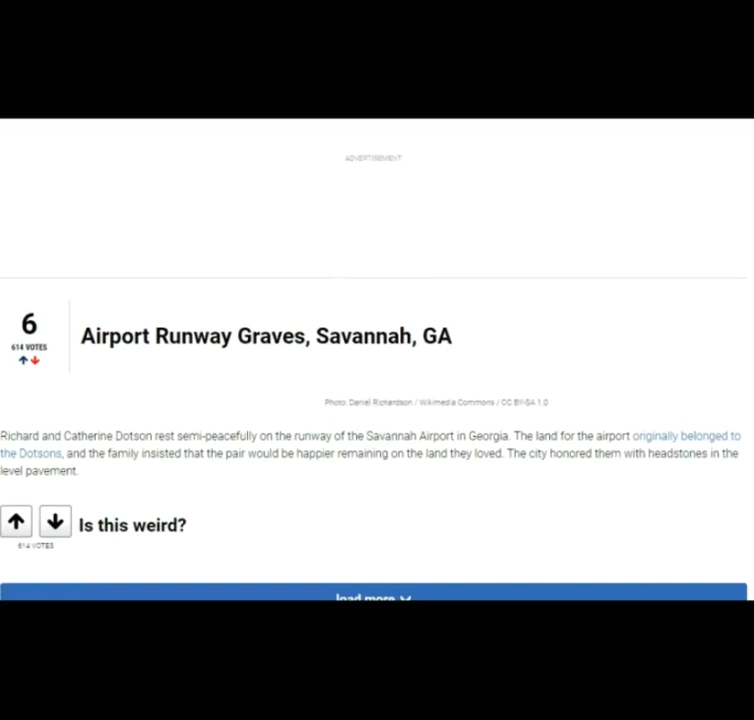 ADVERTISEMENT
6
614 VOTES
Airport Runway Graves, Savannah, GA
Photo: Daniel Richardson / Wikimedia Commons / CC BY-SA 1.0
Richard and Catherine Dotson rest semi-peacefully on the runway of the Savannah Airport in Georgia. The land for the airport originally belonged to
the Dotsons, and the family insisted that the pair would be happier remaining on the land they loved. The city honored them with headstones in the
level pavement.
Is this weird?
614 VOTES
load more